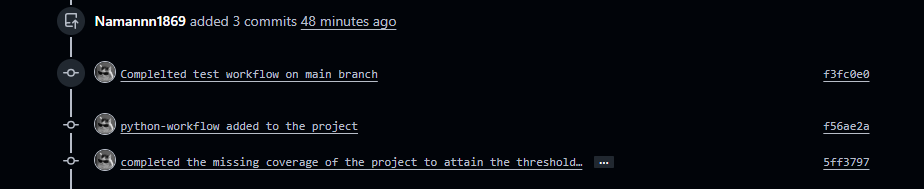 Namannn1869 added 3 commits 48 minutes ago
Complelted test workflow on main branch f3fc0e0
python-workflow added to the project f56ae2a
completed the missing coverage of the project to attain the threshold… ... 5ff3797